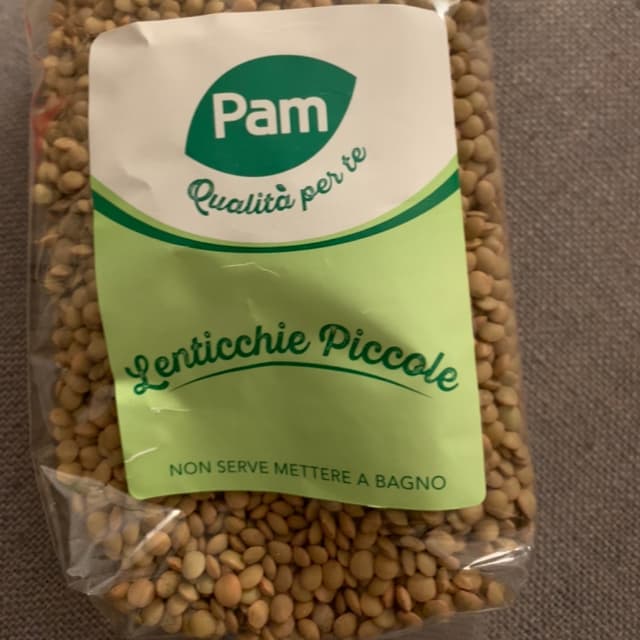 Pam
Qualità per te
Lenticchie Piccole
NON SERVE METTERE A BAGNO